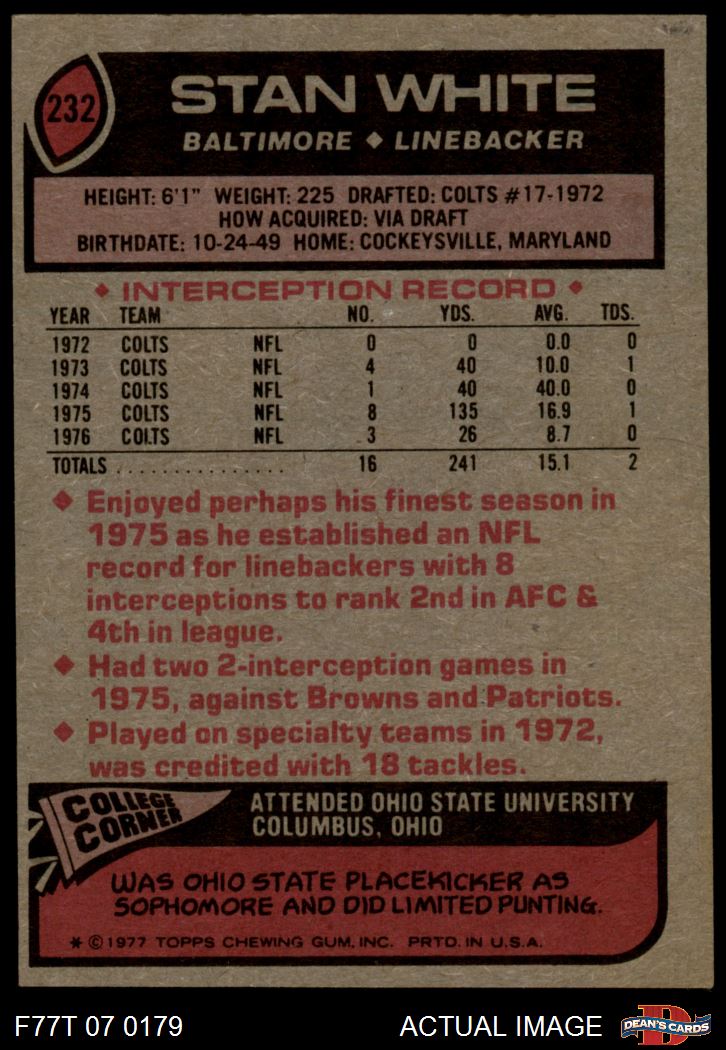 232
STAN WHITE
BALTIMORE ◆ LINEBACKER
HEIGHT: 6'1" WEIGHT: 225 DRAFTED: COLTS #17-1972
HOW ACQUIRED: VIA DRAFT
BIRTHDATE: 10-24-49 HOME: COCKEYSVILLE, MARYLAND
◆ INTERCEPTION RECORD ◆
YEAR TEAM NO. YDS. AVG. TDS.
1972 COLTS NFL 0 0 0.0 0
1973 COLTS NFL 4 40 10.0 1
1974 COLTS NFL 1 40 40.0 0
1975 COLTS NFL 8 135 16.9 1
1976 COLTS NFL 3 26 8.7 0
TOTALS ............... 16 241 15.1 2
◆ Enjoyed perhaps his finest season in
1975 as he established an NFL
record for linebackers with 8
interceptions to rank 2nd in AFC &
4th in league.
◆ Had two 2-interception games in
1975, against Browns and Patriots.
◆ Played on specialty teams in 1972,
was credited with 18 tackles.
COLLEGE
CORNER
ATTENDED OHIO STATE UNIVERSITY
COLUMBUS, OHIO
WAS OHIO STATE PLACEKICKER AS
SOPHOMORE AND DID LIMITED PUNTING.
* © 1977 TOPPS CHEWING GUM, INC. PRTD. IN U.S.A.
F77T 07 0179 ACTUAL IMAGE
D
DEAN'S CARDS